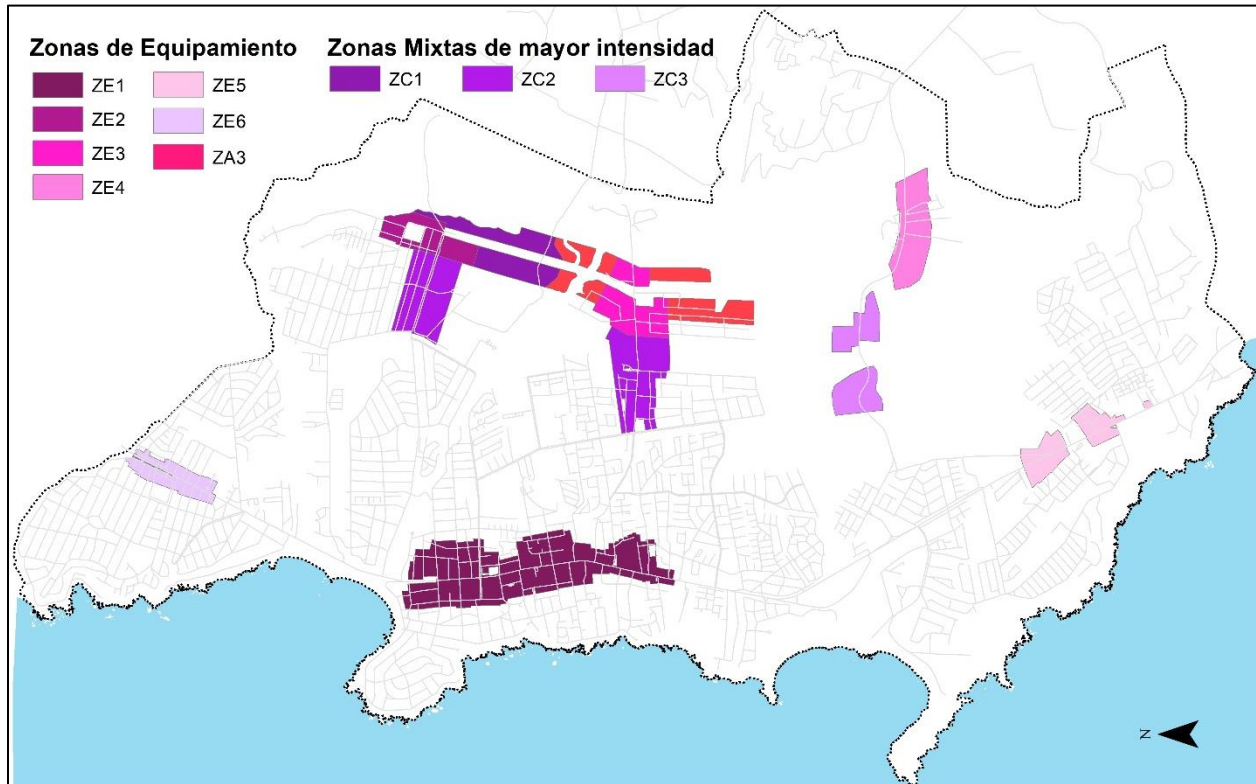 Zonas de Equipamiento
ZE1
ZE2
ZE3
ZE4
ZE5
ZE6
ZA3
Zonas Mixtas de mayor intensidad
ZC1
ZC2
ZC3
N